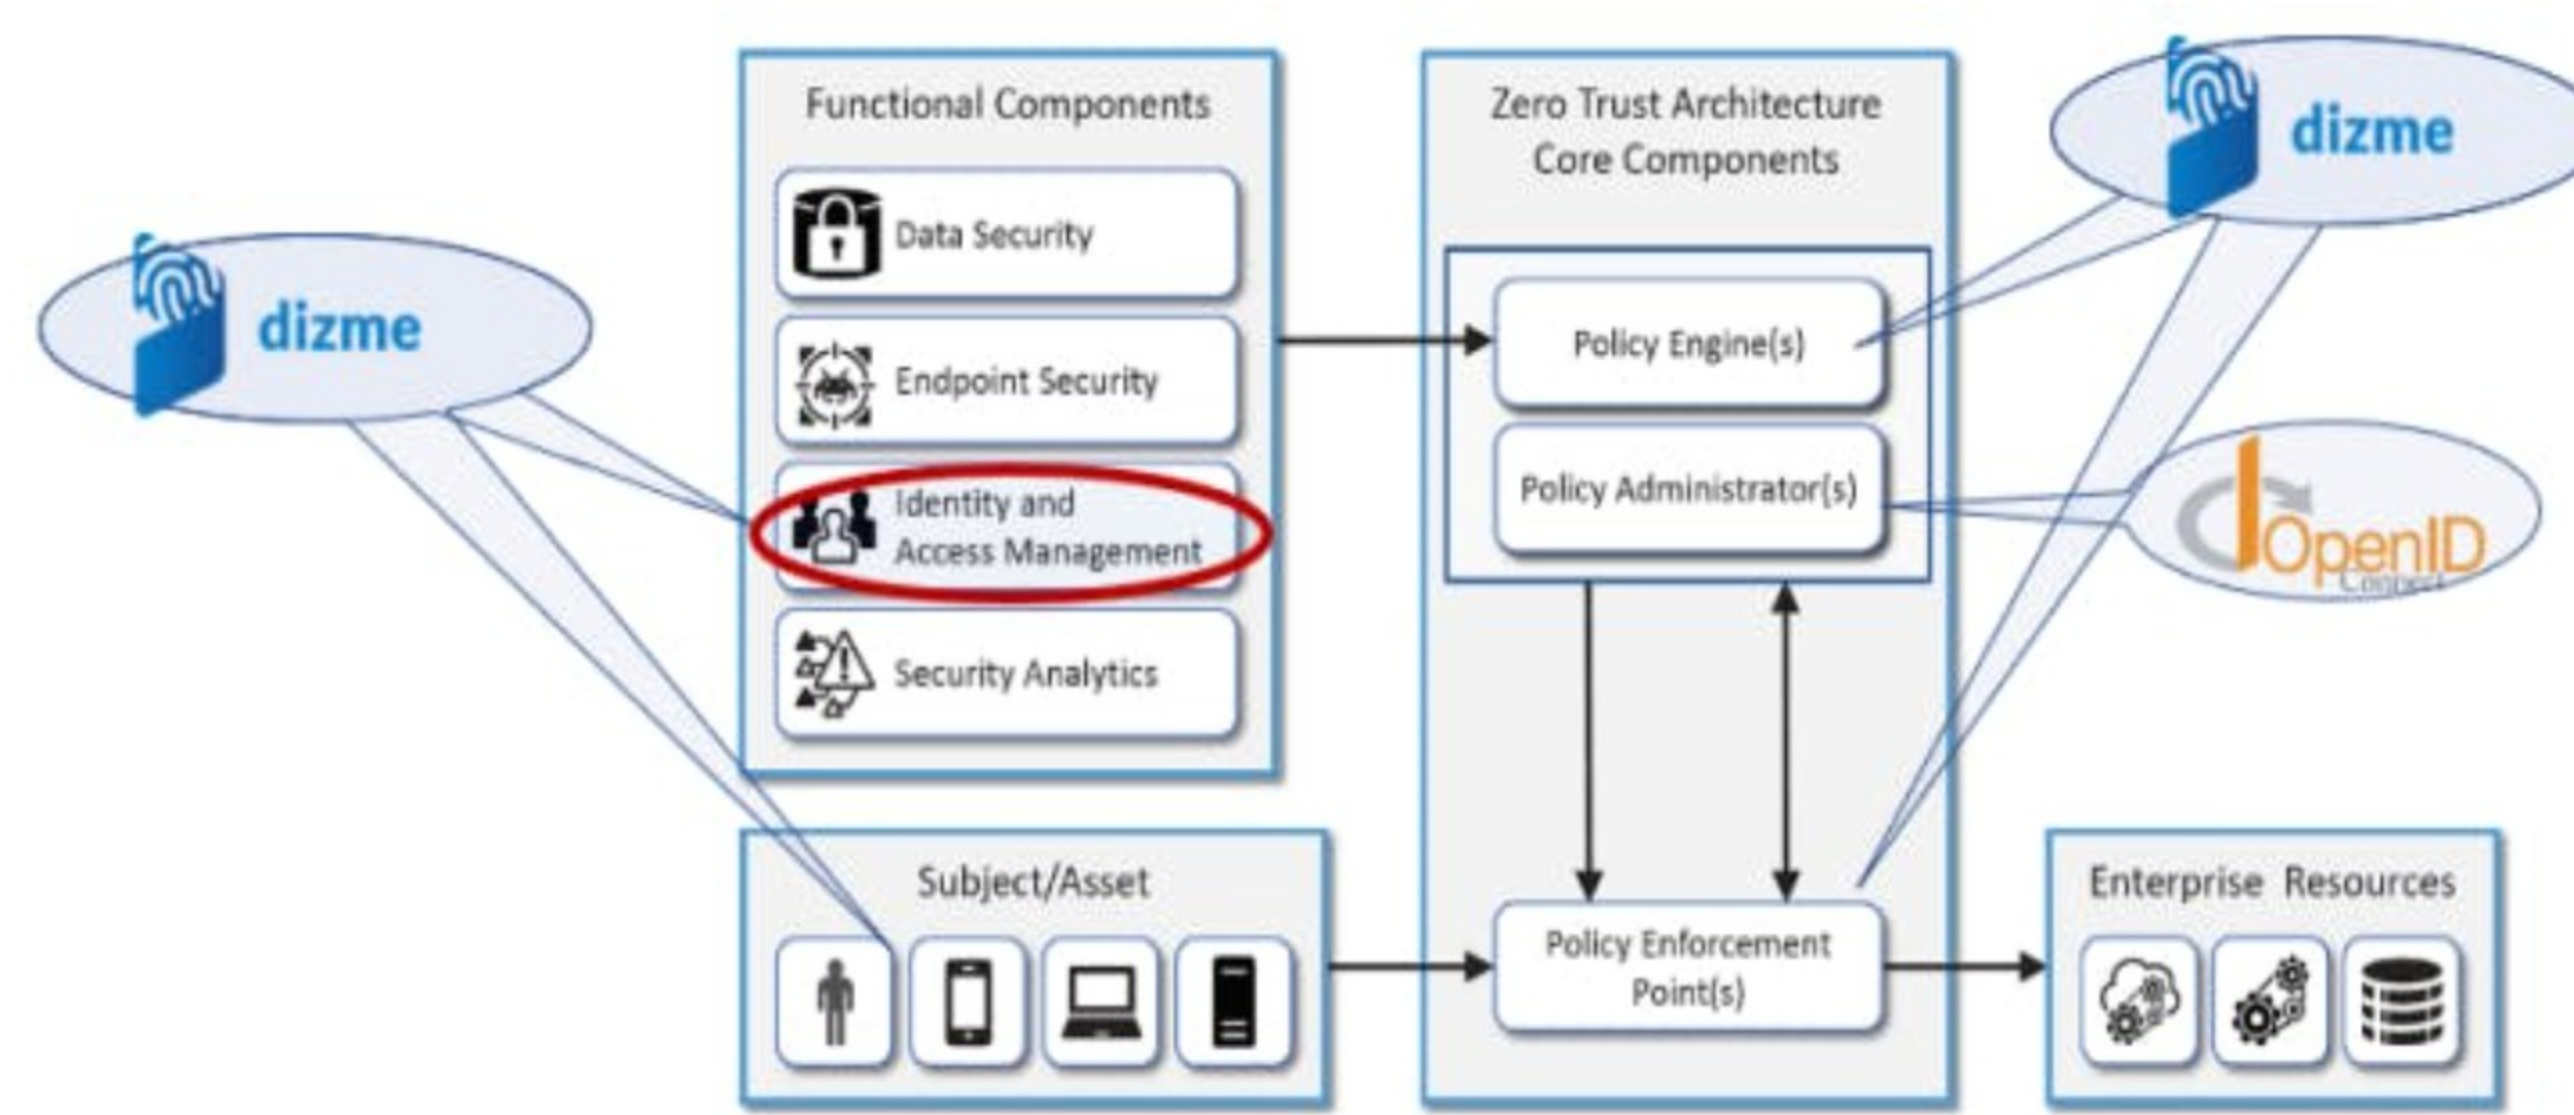 Functional Components
Data Security
Endpoint Security
Identity and
Access Management
Security Analytics
dizme
Subject/Asset
Zero Trust Architecture
Core Components
Policy Engine(s)
Policy Administrator(s)
Policy Enforcement
Point(s)
dizme
OpenID
Connect
Enterprise Resources